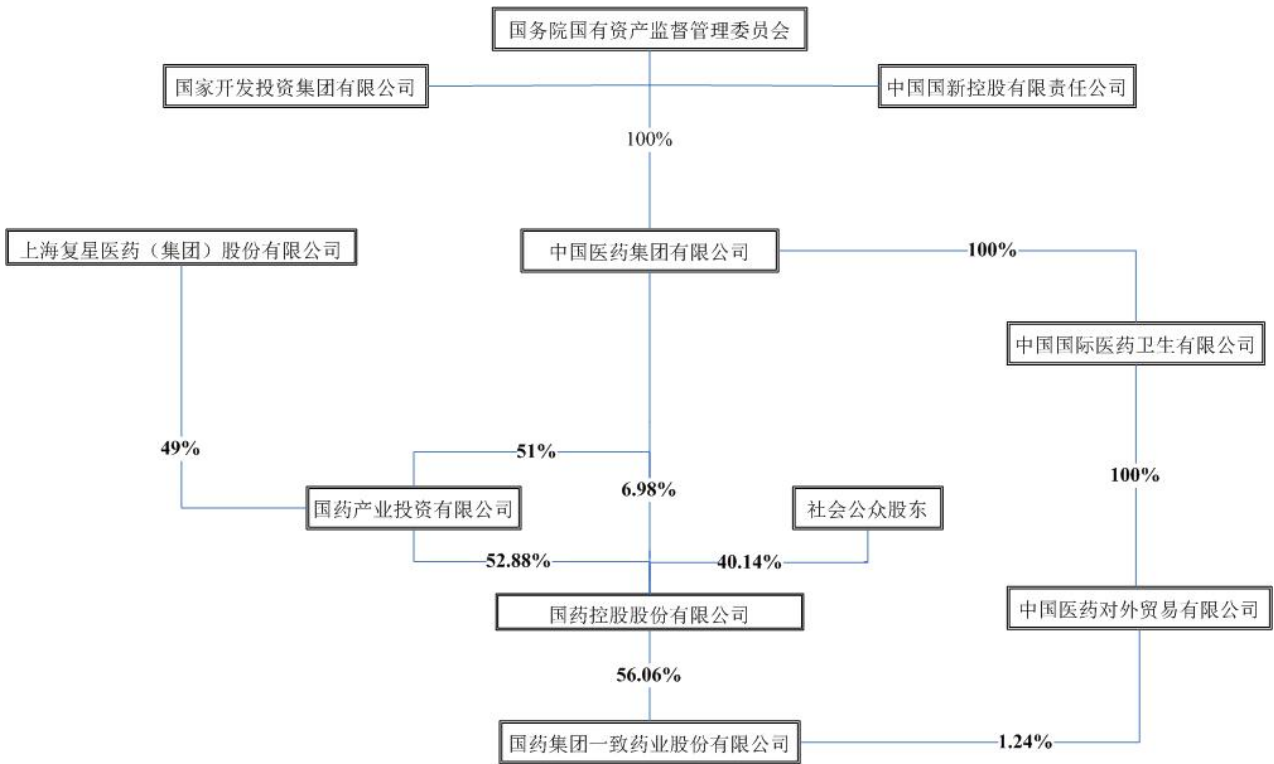 国务院国有资产监督管理委员会
国家开发投资集团有限公司
中国国新控股有限责任公司
100%
上海复星医药（集团）股份有限公司
中国医药集团有限公司
100%
中国国际医药卫生有限公司
49%
51%
6.98%
100%
国药产业投资有限公司
社会公众股东
52.88%
40.14%
国药控股股份有限公司
中国医药对外贸易有限公司
56.06%
国药集团一致药业股份有限公司
1.24%